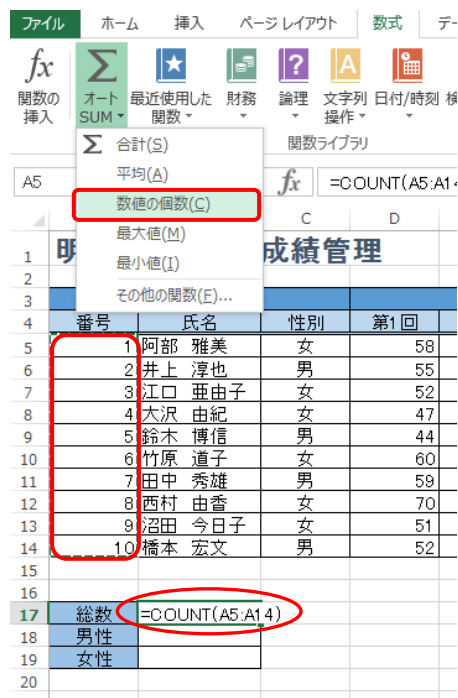 ファイル ホーム 挿入 ページ レイアウト 数式
fx Σ ★ ? A
関数の オート 最近使用した 財務 論理 文字列 日付/時刻
挿入 SUM 関数 操作
Σ 合計(S) 関数ライブラリ
平均(A)
A5 fx =COUNT(A5:A14
数値の個数(C)
C D
最大値(M)
1 明 成績管理
最小値(I)
2
3 その他の関数(F)...
4 番号 氏名 性別 第1回
5 1 阿部 雅美 女 58
6 2 井上 淳也 男 55
7 3 江口 亜由子 女 52
8 4 大沢 由紀 女 47
9 5 鈴木 博信 男 44
10 6 竹原 道子 女 60
11 7 田中 秀雄 男 59
12 8 西村 由香 女 70
13 9 沼田 今日子 女 51
14 10 橋本 宏文 男 52
15
16
17 総数 =COUNT(A5:A14)
18 男性
19 女性
20